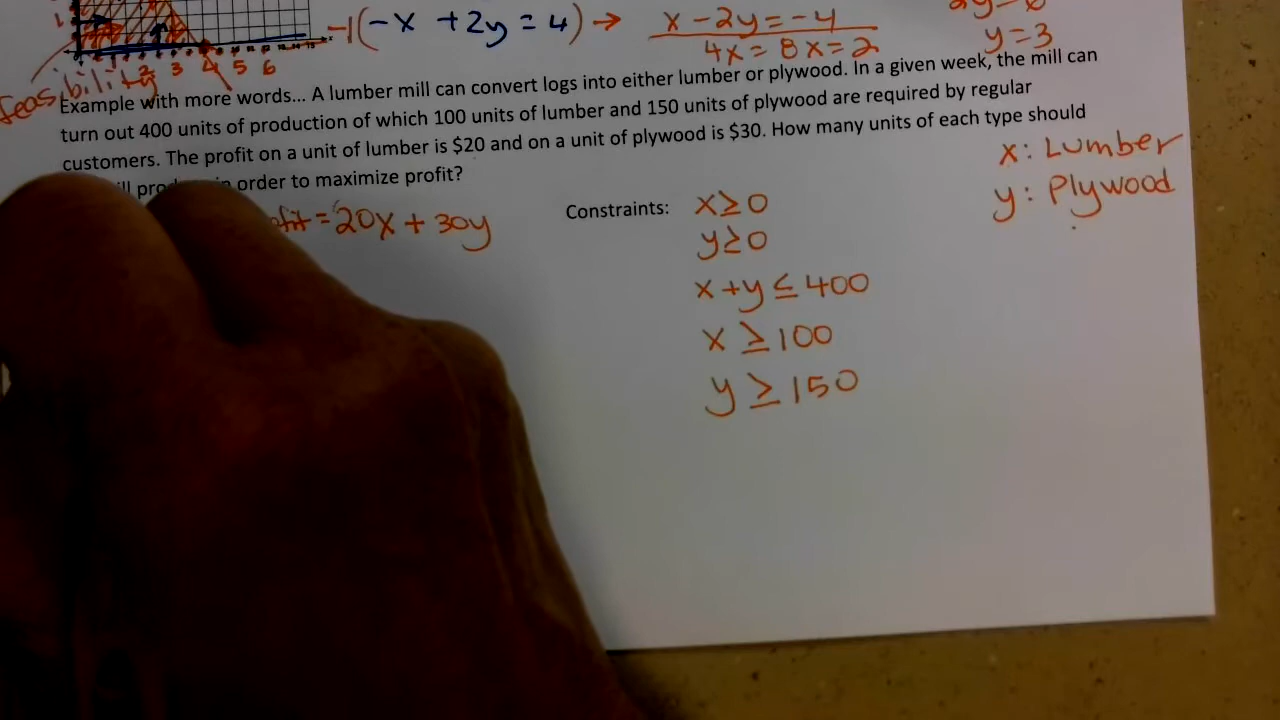 -1(-x + 2y = 4) → x - 2y = -4
4x = 8 x = 2
y = 3
1 2 3 4 5 6
feasibility
Example with more words... A lumber mill can convert logs into either lumber or plywood. In a given week, the mill can
turn out 400 units of production of which 100 units of lumber and 150 units of plywood are required by regular
customers. The profit on a unit of lumber is $20 and on a unit of plywood is $30. How many units of each type should
order to maximize profit?
= 20x + 30y
Constraints: x ≥ 0
y ≥ 0
x + y ≤ 400
x ≥ 100
y ≥ 150
x: Lumber
y: Plywood